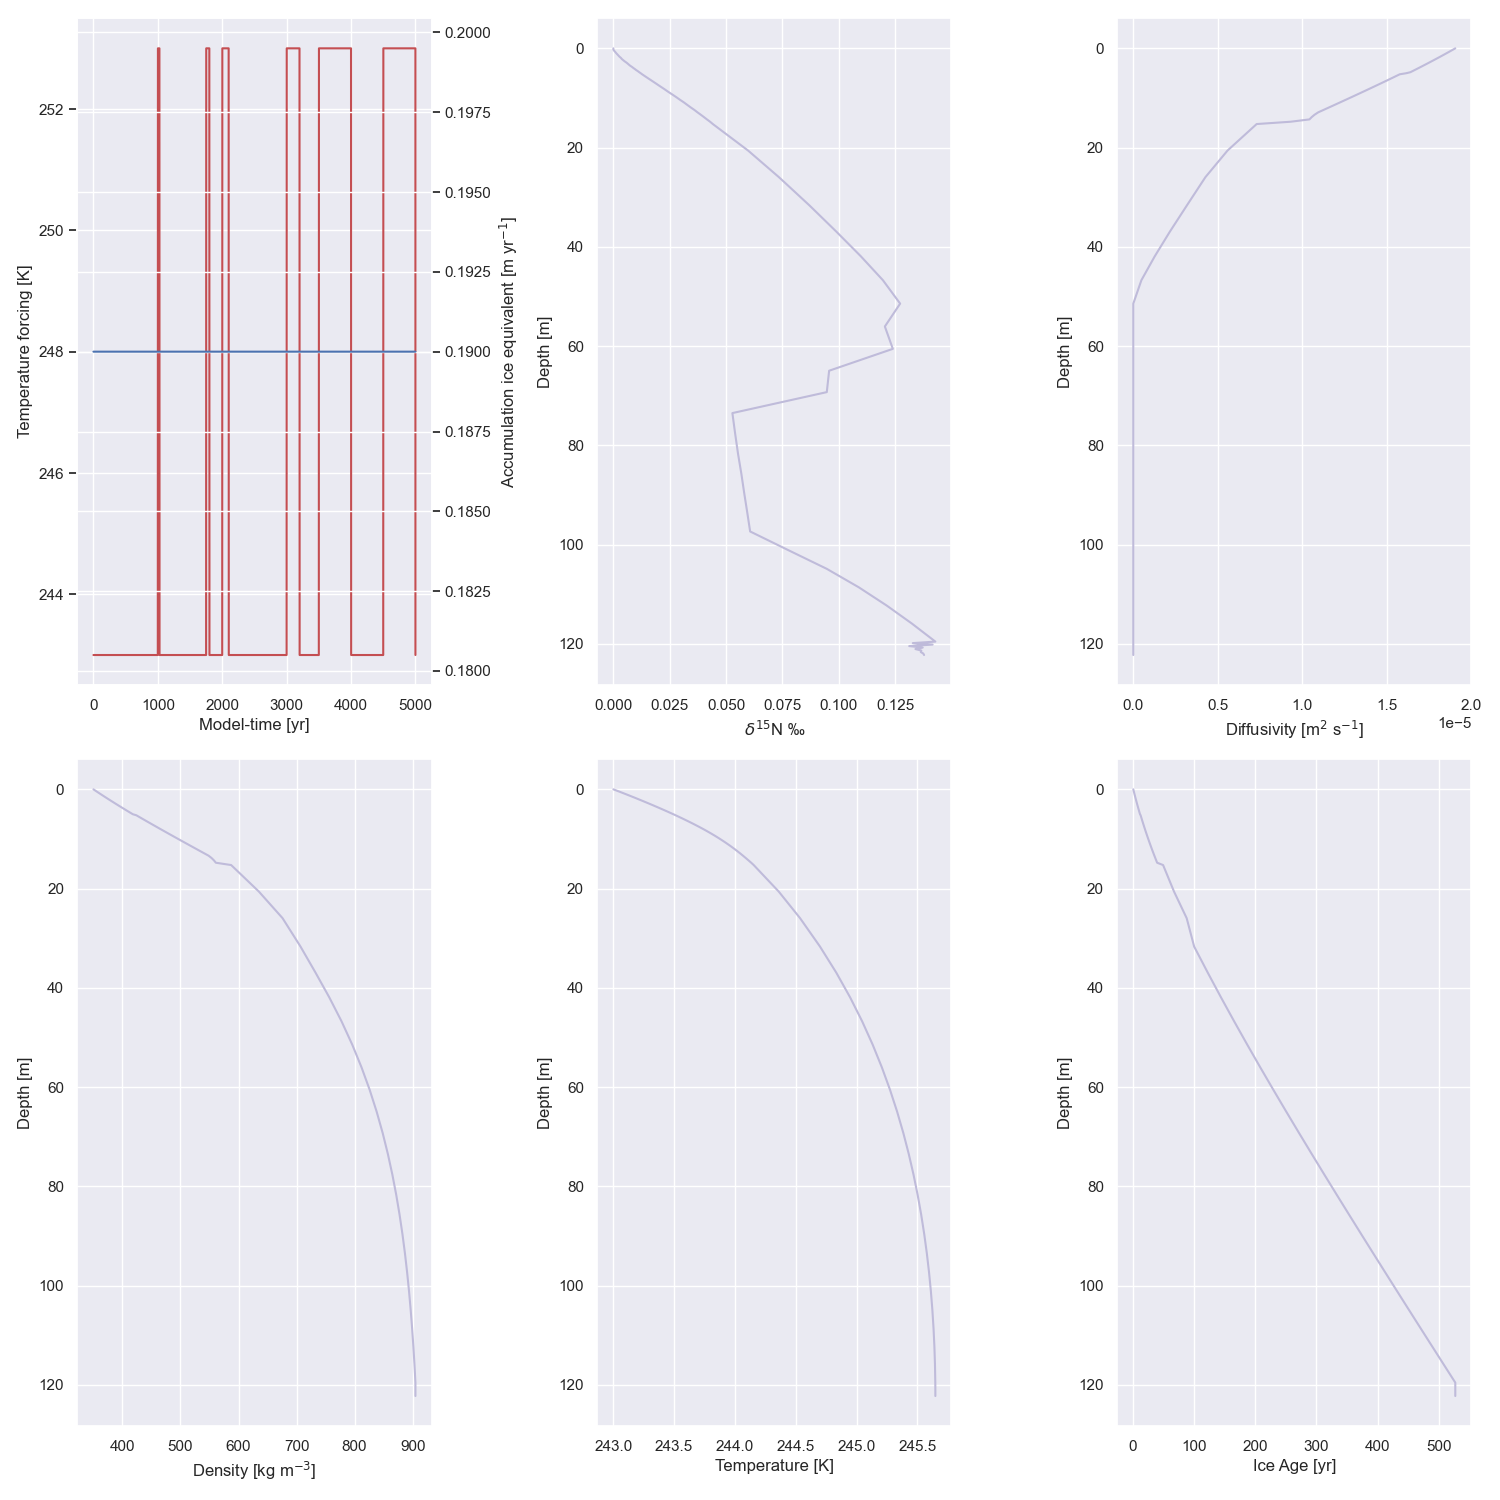 252
250
248
246
244
Temperature forcing [K]
0.2000
0.1975
0.1950
0.1925
0.1900
0.1875
0.1850
0.1825
0.1800
Accumulation ice equivalent [m yr⁻¹]
0 1000 2000 3000 4000 5000
Model-time [yr]
0
20
40
60
80
100
120
Depth [m]
0.000 0.025 0.050 0.075 0.100 0.125
δ¹⁵N ‰
0
20
40
60
80
100
120
Depth [m]
0.0 0.5 1.0 1.5 2.0
1e−5
Diffusivity [m² s⁻¹]
0
20
40
60
80
100
120
Depth [m]
400 500 600 700 800 900
Density [kg m⁻³]
0
20
40
60
80
100
120
Depth [m]
243.0 243.5 244.0 244.5 245.0 245.5
Temperature [K]
0
20
40
60
80
100
120
Depth [m]
0 100 200 300 400 500
Ice Age [yr]